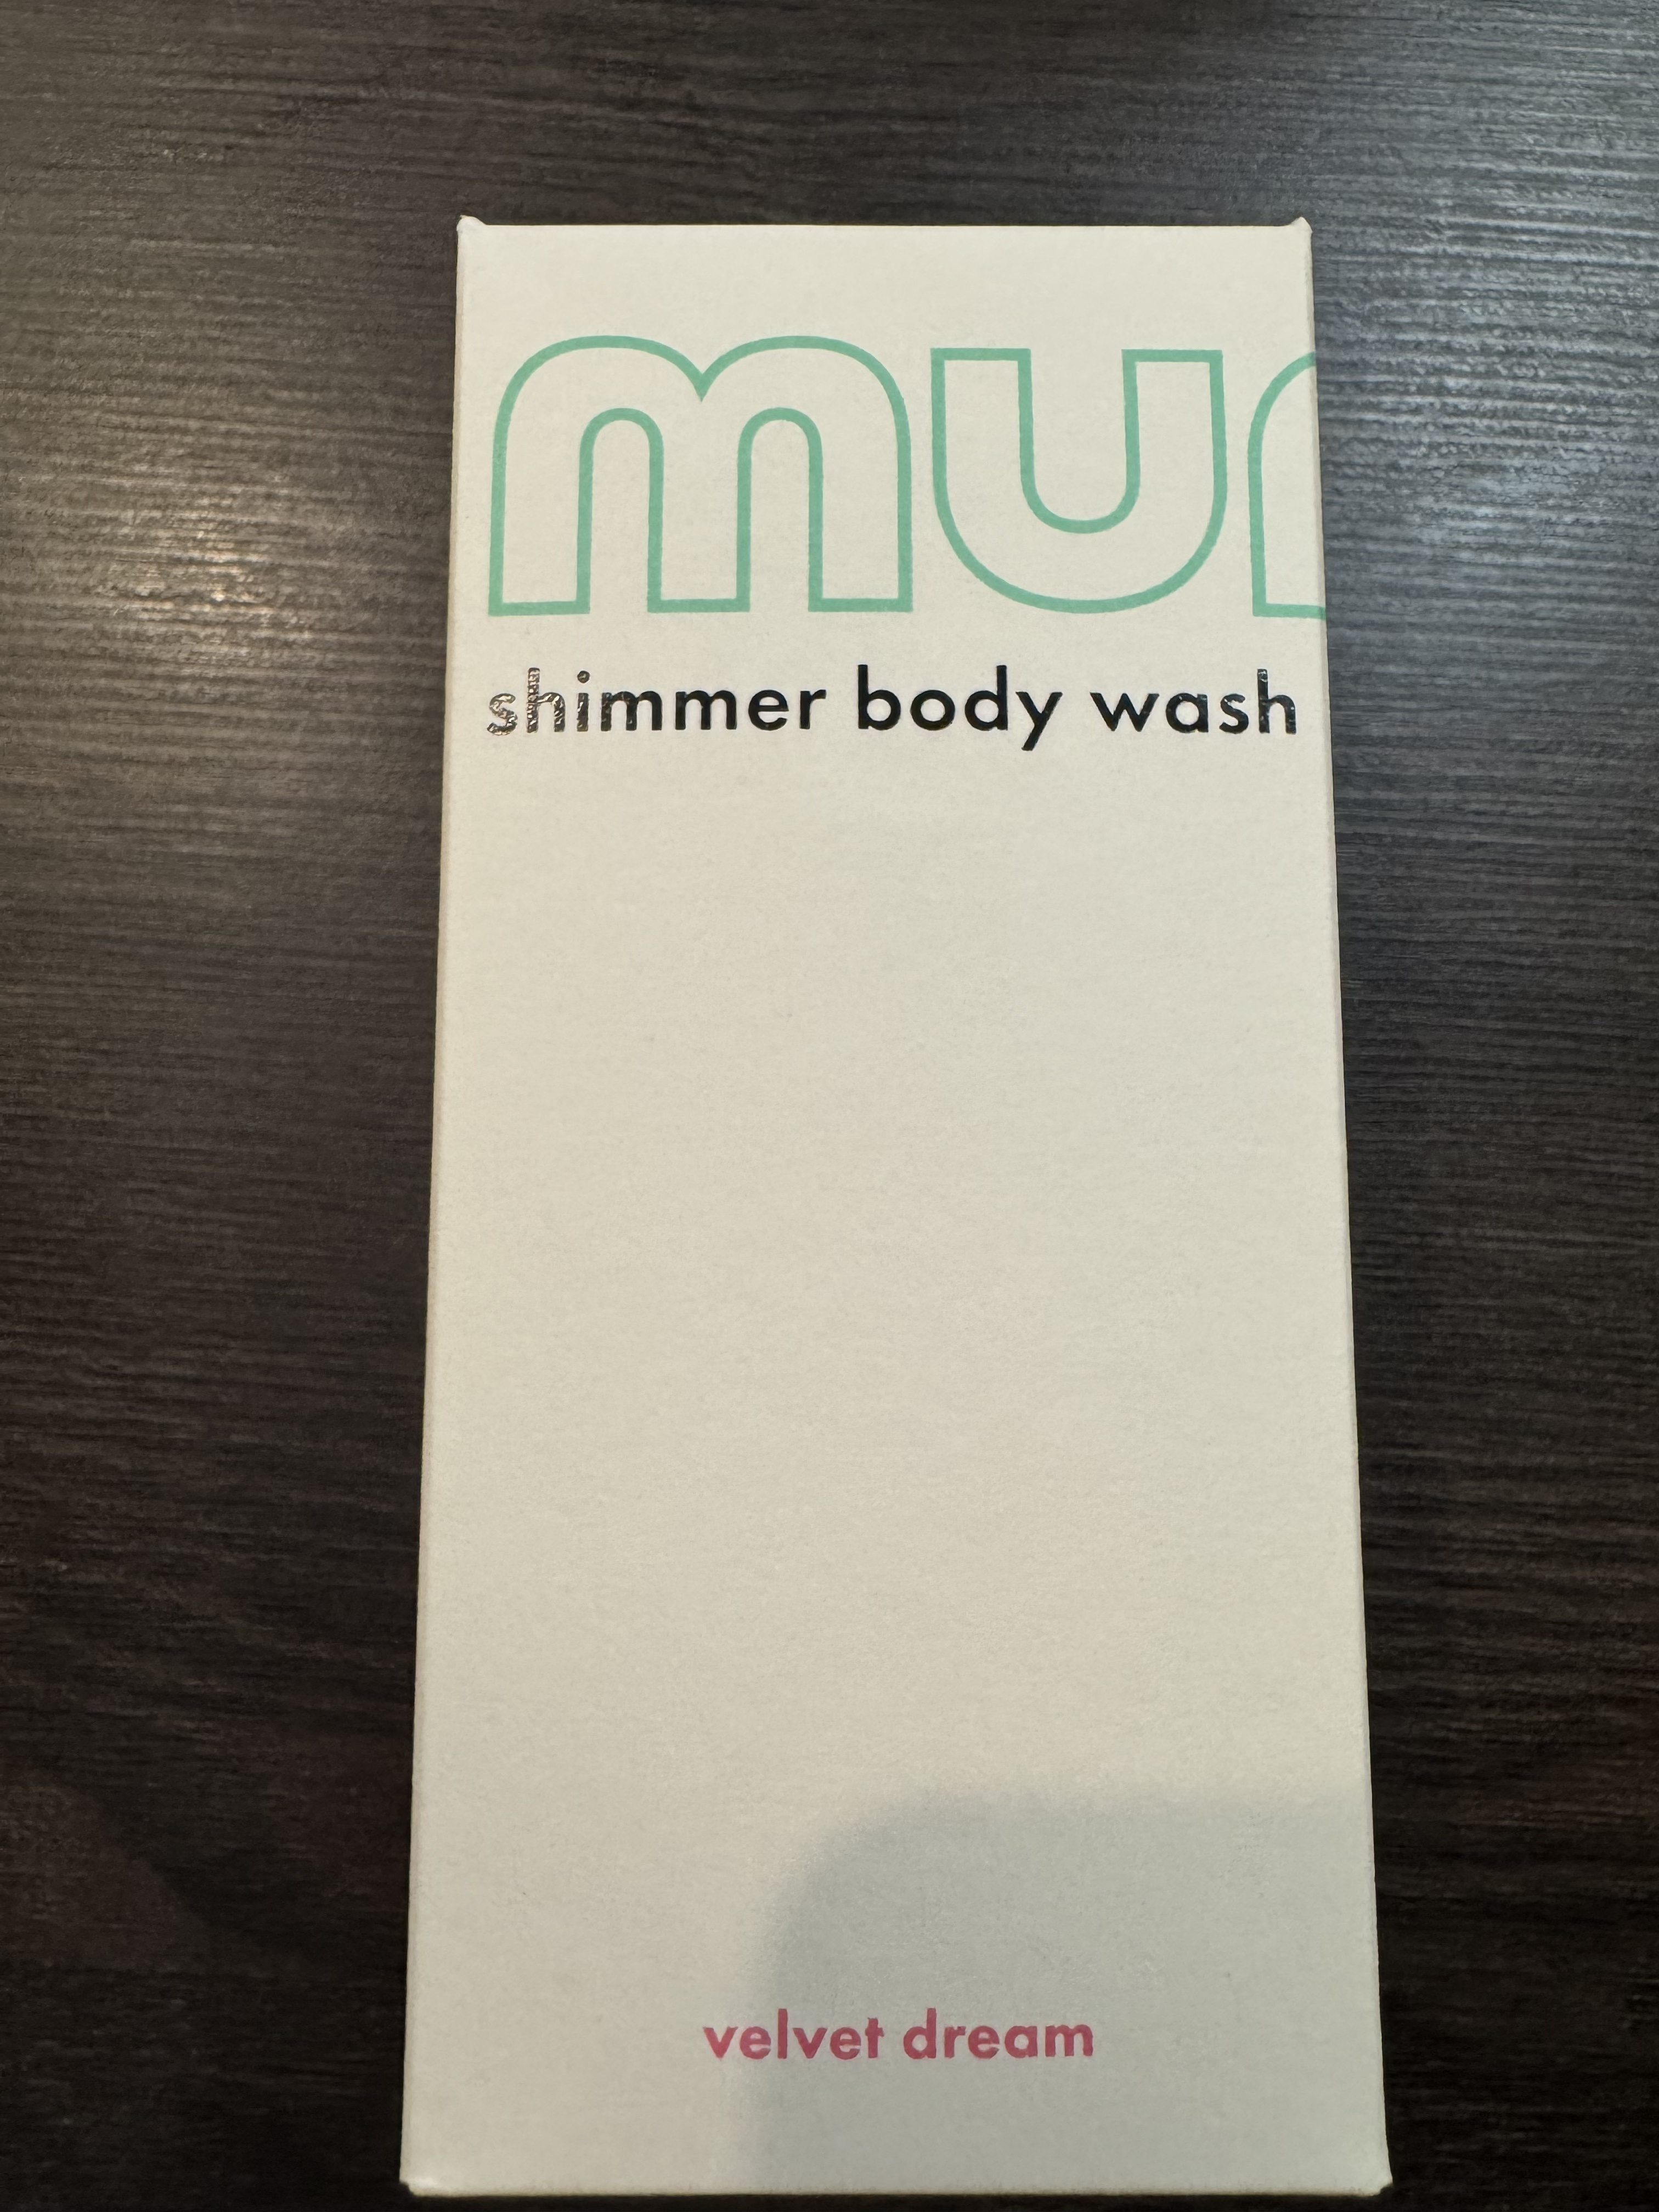 mu
shimmer body wash
velvet dream